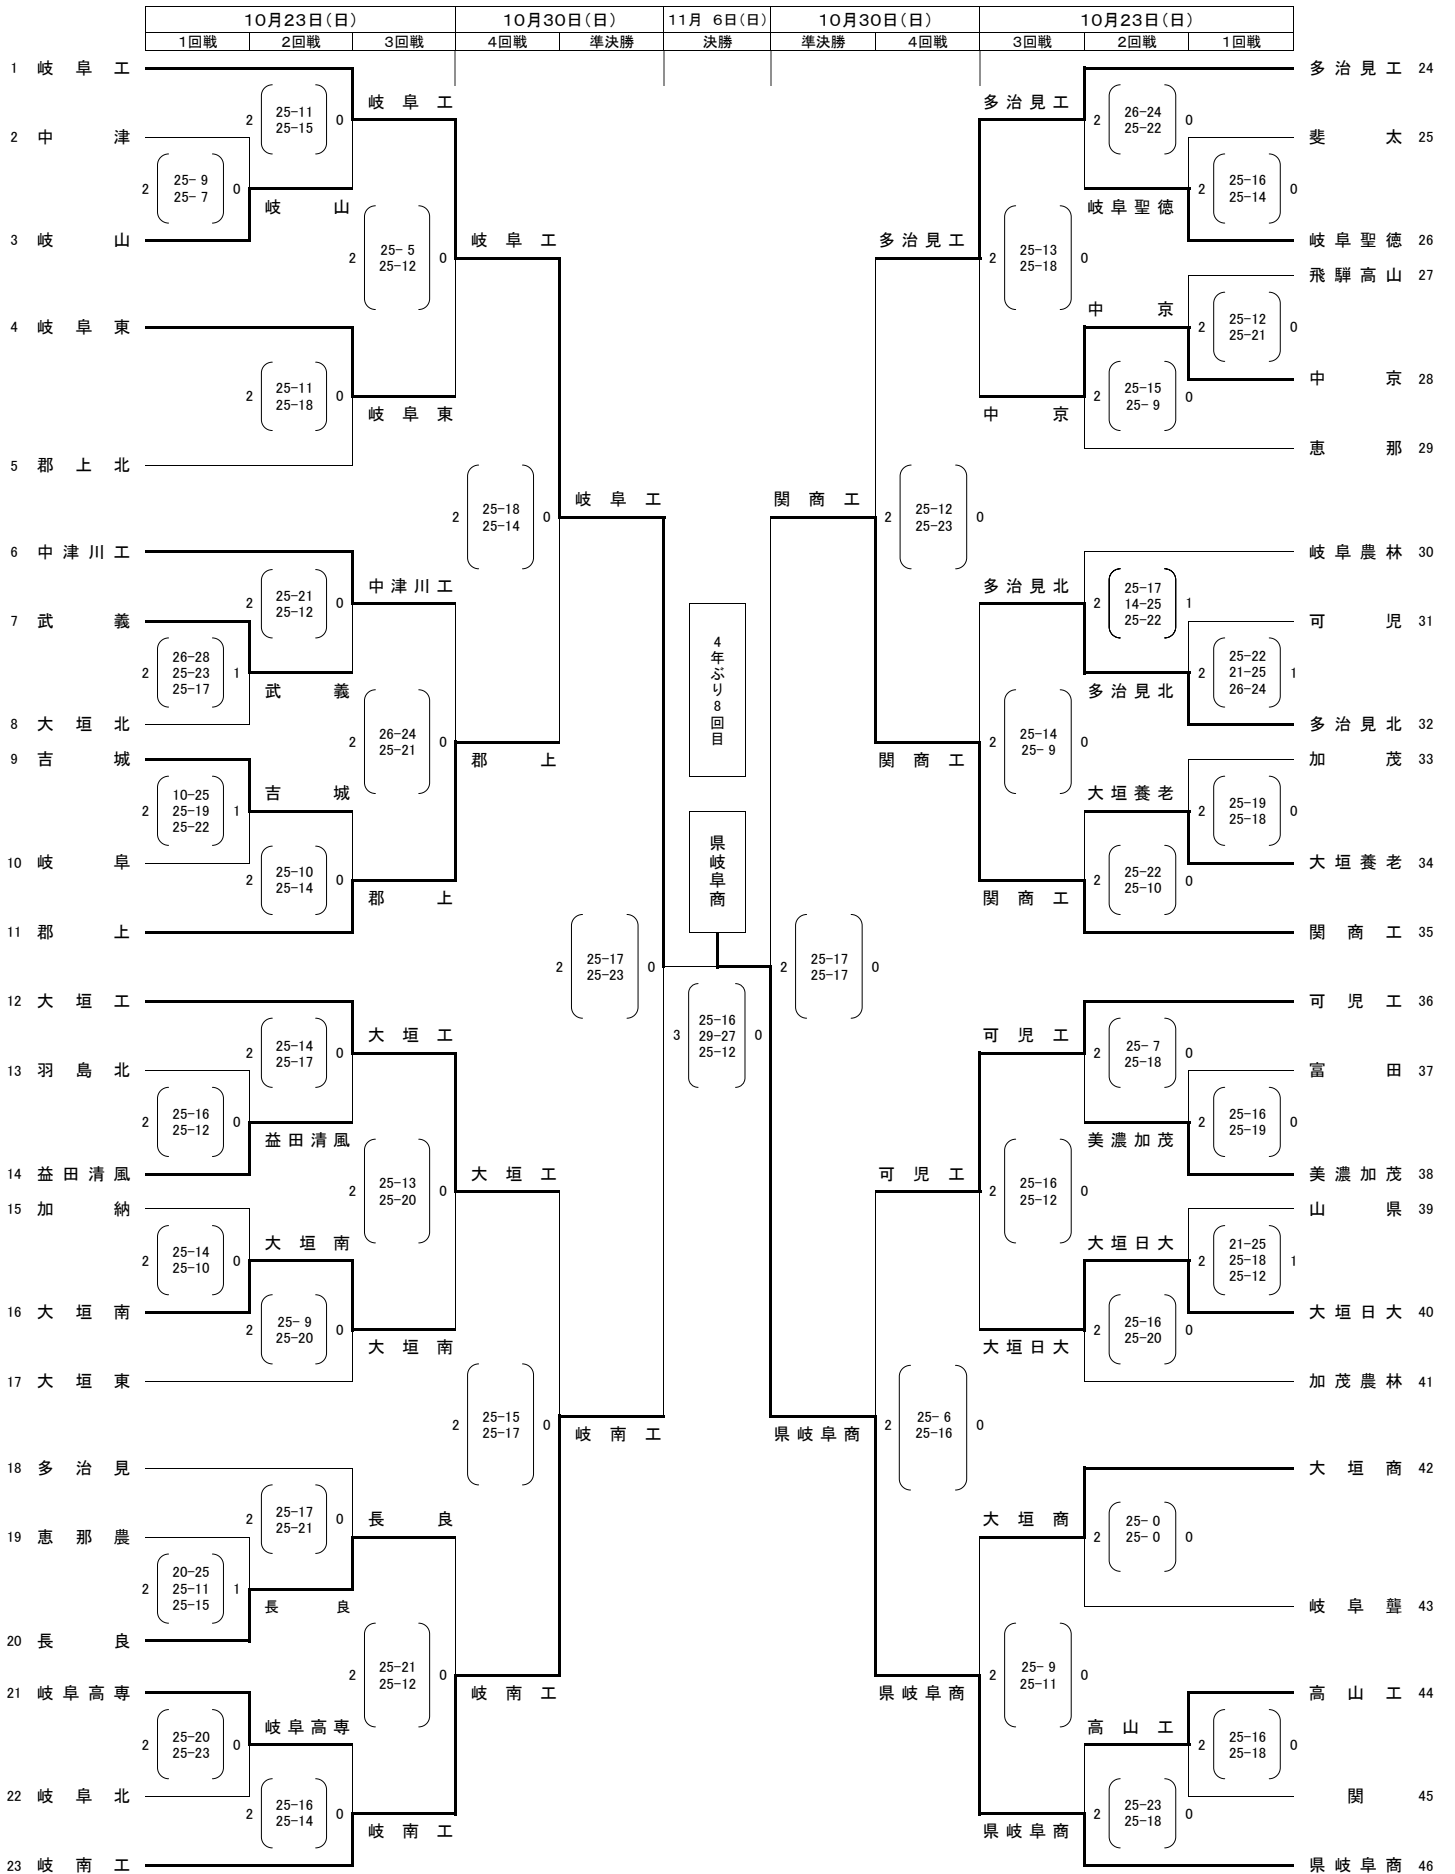 10月23日(日) 10月30日(日) 11月 6日(日) 10月30日(日) 10月23日(日)
1回戦 2回戦 3回戦 4回戦 準決勝 決勝 準決勝 4回戦 3回戦 2回戦 1回戦
1 岐阜工
2 中津
3 岐山
4 岐阜東
5 郡上北
6 中津川工
7 武義
8 大垣北
9 吉城
10 岐阜
11 郡上
12 大垣工
13 羽島北
14 益田清風
15 加納
16 大垣南
17 大垣東
18 多治見
19 恵那農
20 長良
21 岐阜高専
22 岐阜北
23 岐南工
2 25-9 0
25-7
2 26-28 1
25-23
25-17
2 10-25 1
25-19
25-22
2 25-16 0
25-12
2 25-14 0
25-10
2 20-25 1
25-11
25-15
2 25-20 0
25-23
2 25-11 0
25-15
岐山
2 25-11 0
25-18
2 25-21 0
25-12
武義
吉城
2 25-10 0
25-14
2 25-14 0
25-17
益田清風
大垣南
2 25-9 0
25-20
2 25-17 0
25-21
長良
岐阜高専
2 25-16 0
25-14
岐阜工
2 25-5 0
25-12
岐阜東
中津川工
2 26-24 0
25-21
郡上
大垣工
2 25-13 0
25-20
大垣南
長良
2 25-21 0
25-12
岐南工
岐阜工
2 25-18 0
25-14
郡上
大垣工
2 25-15 0
25-17
岐南工
岐阜工
2 25-17 0
25-23
岐南工
4年ぶり8回目
県岐阜商
3 25-16 0
29-27
25-12
関商工
2 25-17 0
25-17
県岐阜商
多治見工
2 25-12 0
25-23
関商工
可児工
2 25-6 0
25-16
県岐阜商
多治見工
2 25-13 0
25-18
中京
多治見北
2 25-14 0
25-9
関商工
可児工
2 25-16 0
25-12
大垣日大
大垣商
2 25-9 0
25-11
県岐阜商
2 26-24 0
25-22
岐阜聖徳
中京
2 25-15 0
25-9
2 25-17 1
14-25
25-22
多治見北
大垣養老
2 25-22 0
25-10
2 25-7 0
25-18
美濃加茂
大垣日大
2 25-16 0
25-20
2 25-0 0
25-0
高山工
2 25-23 0
25-18
2 25-16 0
25-14
2 25-12 0
25-21
2 25-22 1
21-25
26-24
2 25-19 0
25-18
2 25-16 0
25-19
2 21-25 1
25-18
25-12
2 25-16 0
25-18
多治見工 24
斐太 25
岐阜聖徳 26
飛騨高山 27
中京 28
恵那 29
岐阜農林 30
可児 31
多治見北 32
加茂 33
大垣養老 34
関商工 35
可児工 36
富田 37
美濃加茂 38
山県 39
大垣日大 40
加茂農林 41
大垣商 42
岐阜聾 43
高山工 44
関 45
県岐阜商 46